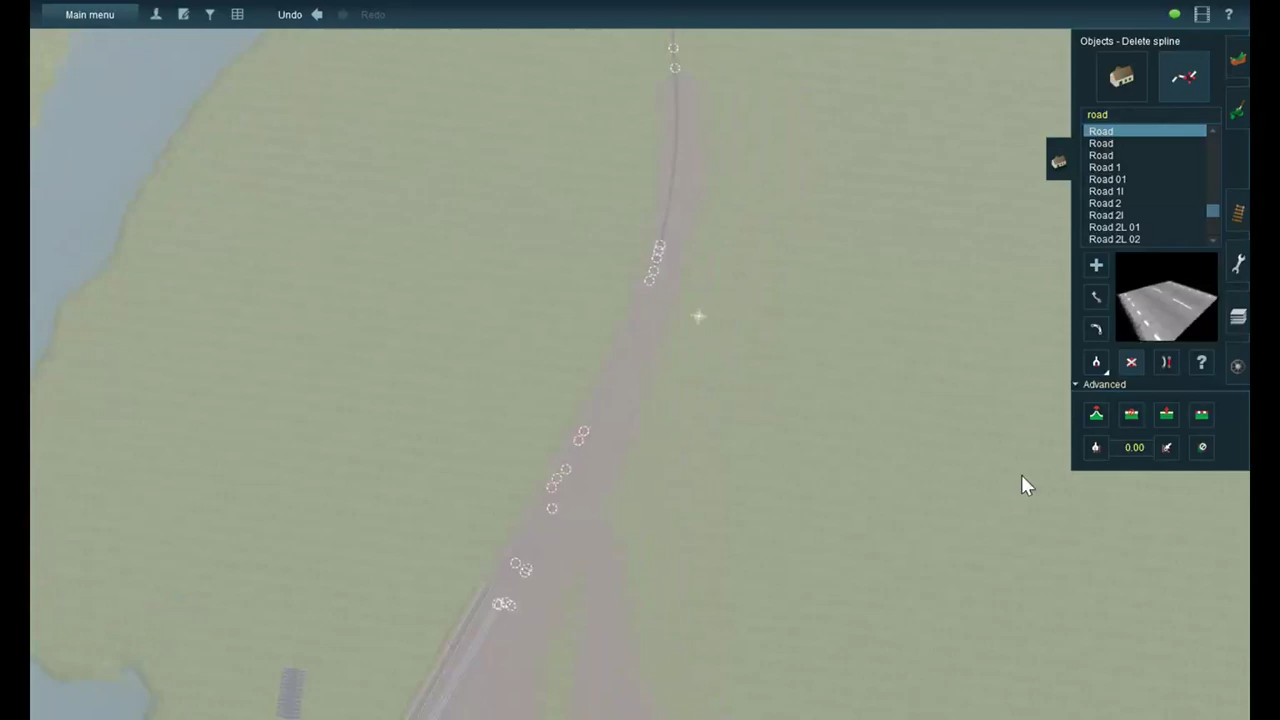 Main menu
Undo
Redo
?
Objects - Delete spline
road
Road
Road
Road
Road 1
Road 01
Road 1l
Road 2
Road 2l
Road 2L 01
Road 2L 02
?
Advanced
0.00